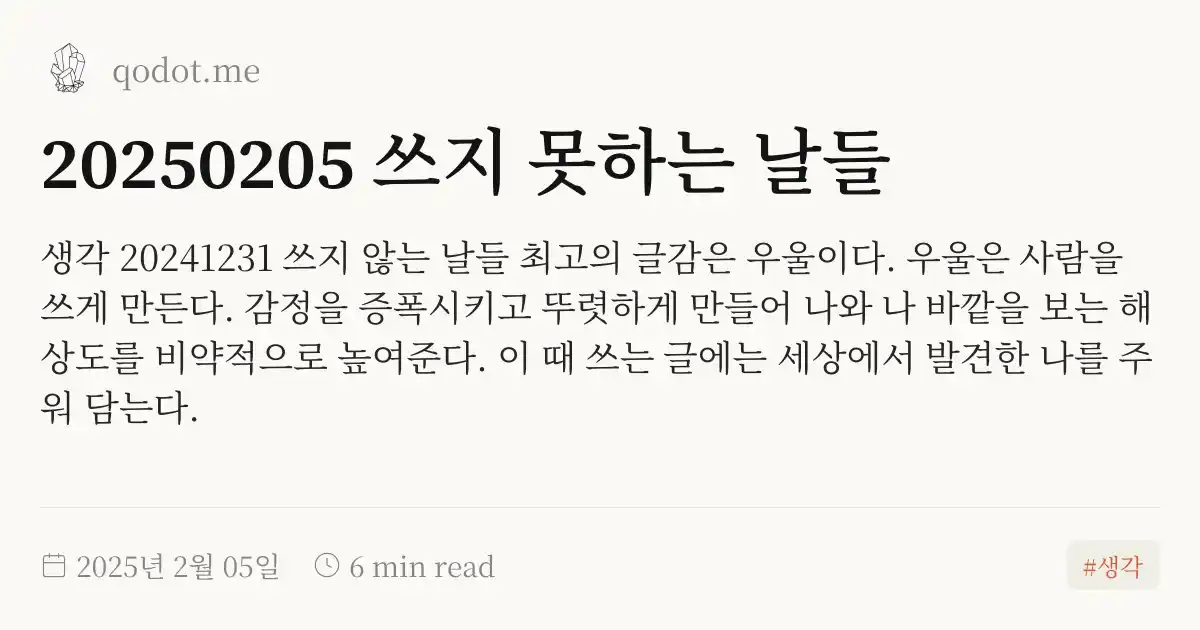 qodot.me
20250205 쓰지 못하는 날들
생각 20241231 쓰지 않는 날들 최고의 글감은 우울이다. 우울은 사람을
쓰게 만든다. 감정을 증폭시키고 뚜렷하게 만들어 나와 나 바깥을 보는 해
상도를 비약적으로 높여준다. 이 때 쓰는 글에는 세상에서 발견한 나를 주
워 담는다.
2025년 2월 05일 6 min read #생각